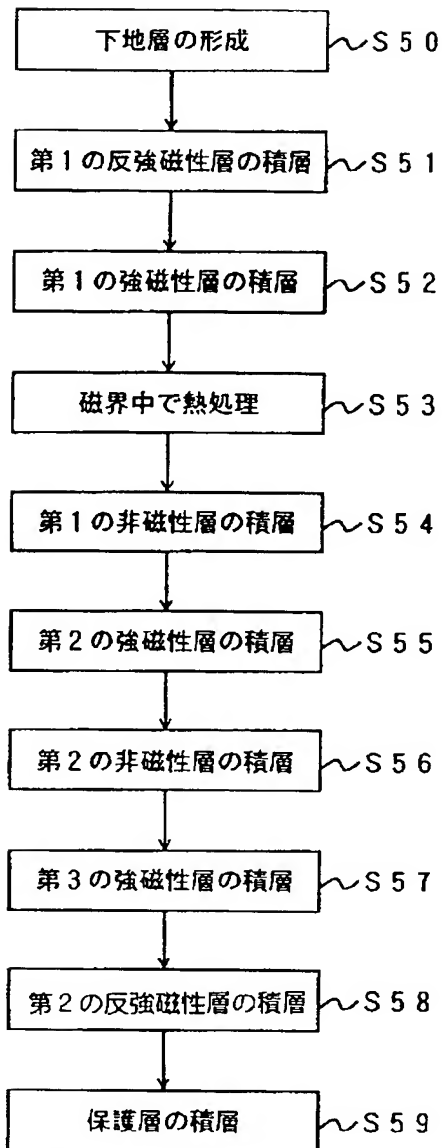 下地層の形成 S50
第1の反強磁性層の積層 S51
第1の強磁性層の積層 S52
磁界中で熱処理 S53
第1の非磁性層の積層 S54
第2の強磁性層の積層 S55
第2の非磁性層の積層 S56
第3の強磁性層の積層 S57
第2の反強磁性層の積層 S58
保護層の積層 S59